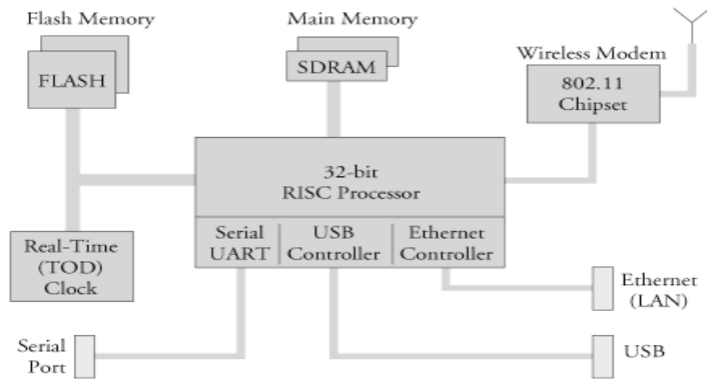 Flash Memory
Main Memory
FLASH
SDRAM
Wireless Modem
802.11
Chipset
32-bit
RISC Processor
Serial
UART
USB
Controller
Ethernet
Controller
Real-Time
(TOD)
Clock
Ethernet
(LAN)
Serial
Port
USB